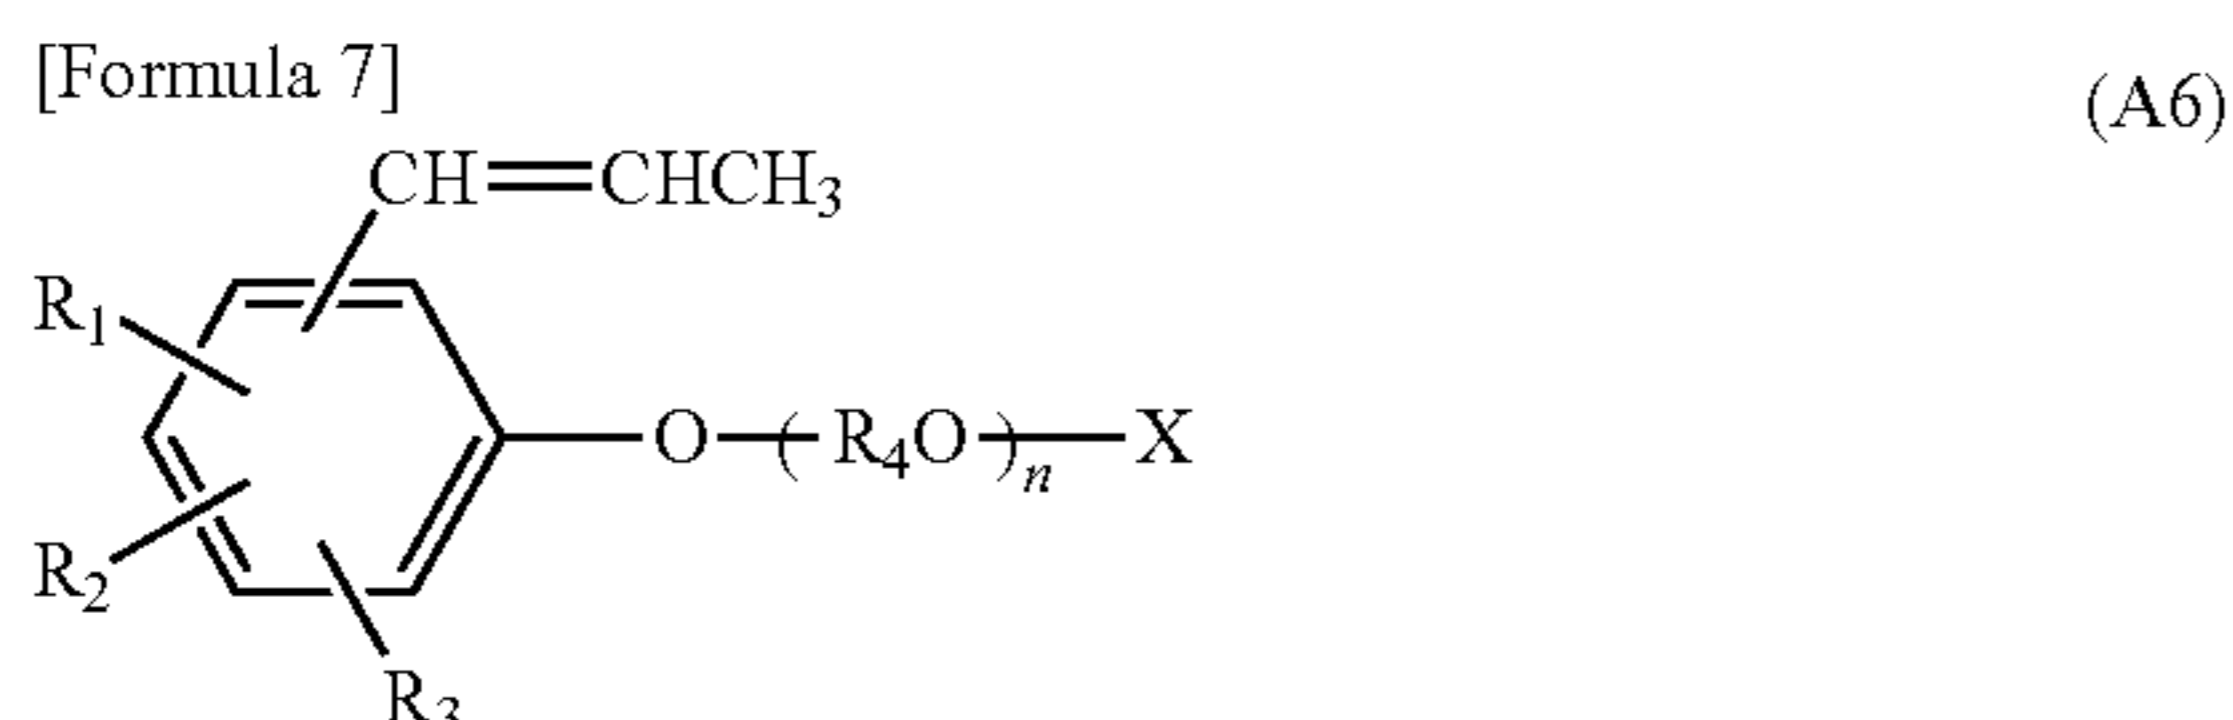 [Formula 7]
(A6)
CH=CHCH3
R1
O-(R4O)n-X
R2
R3